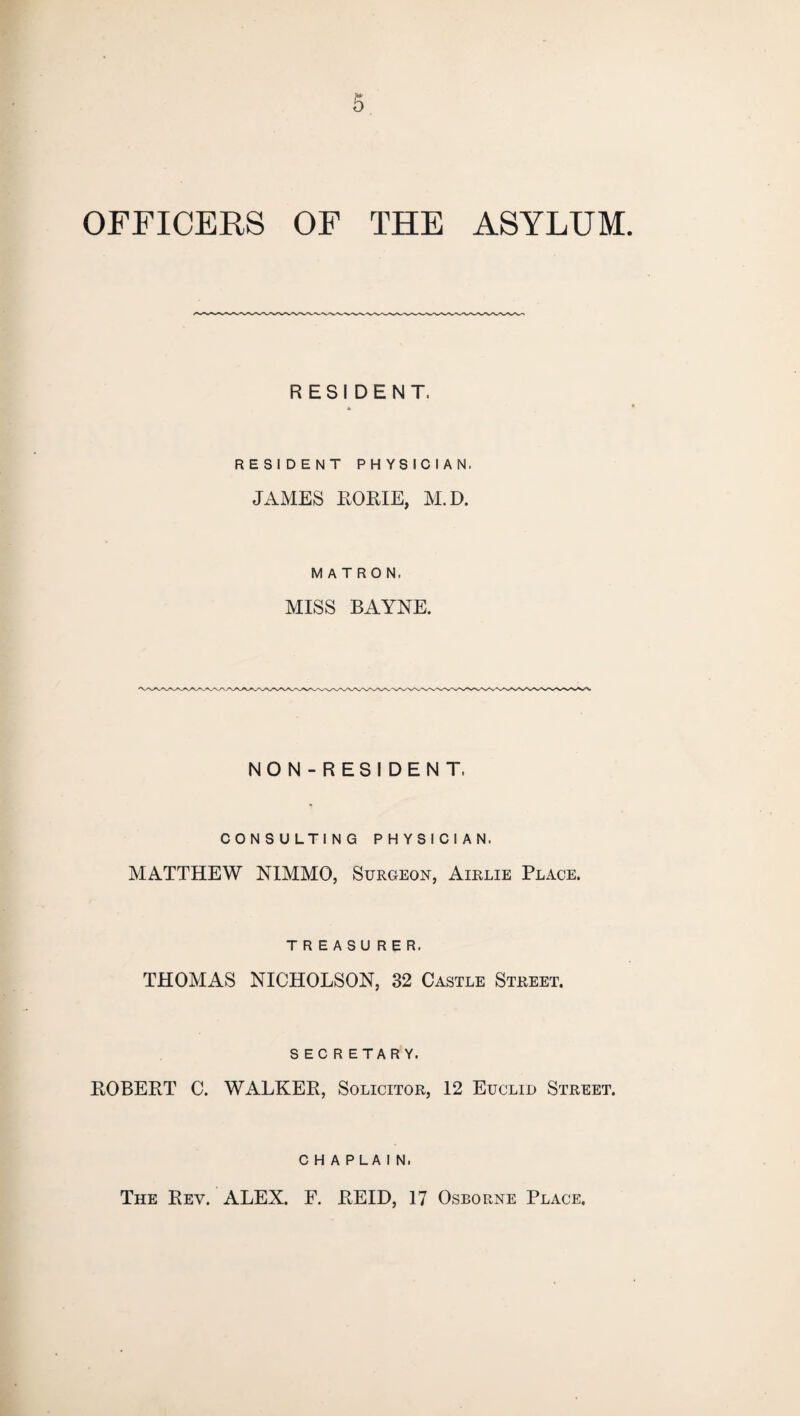 5
OFFICERS OF THE ASYLUM.
RESIDENT.
RESIDENT PHYSICIAN.
JAMES RORIE, M.D.
MATRON.
MISS BAYNE.
NON-RESIDENT.
CONSULTING PHYSICIAN.
MATTHEW NIMMO, Surgeon, Airlie Place.
TREASURER.
THOMAS NICHOLSON, 32 Castle Street.
SECRETARY.
ROBERT C. WALKER, Solicitor, 12 Euclid Street.
CHAPLAIN.
The Rev. ALEX. F. REID, 17 Osborne Place.